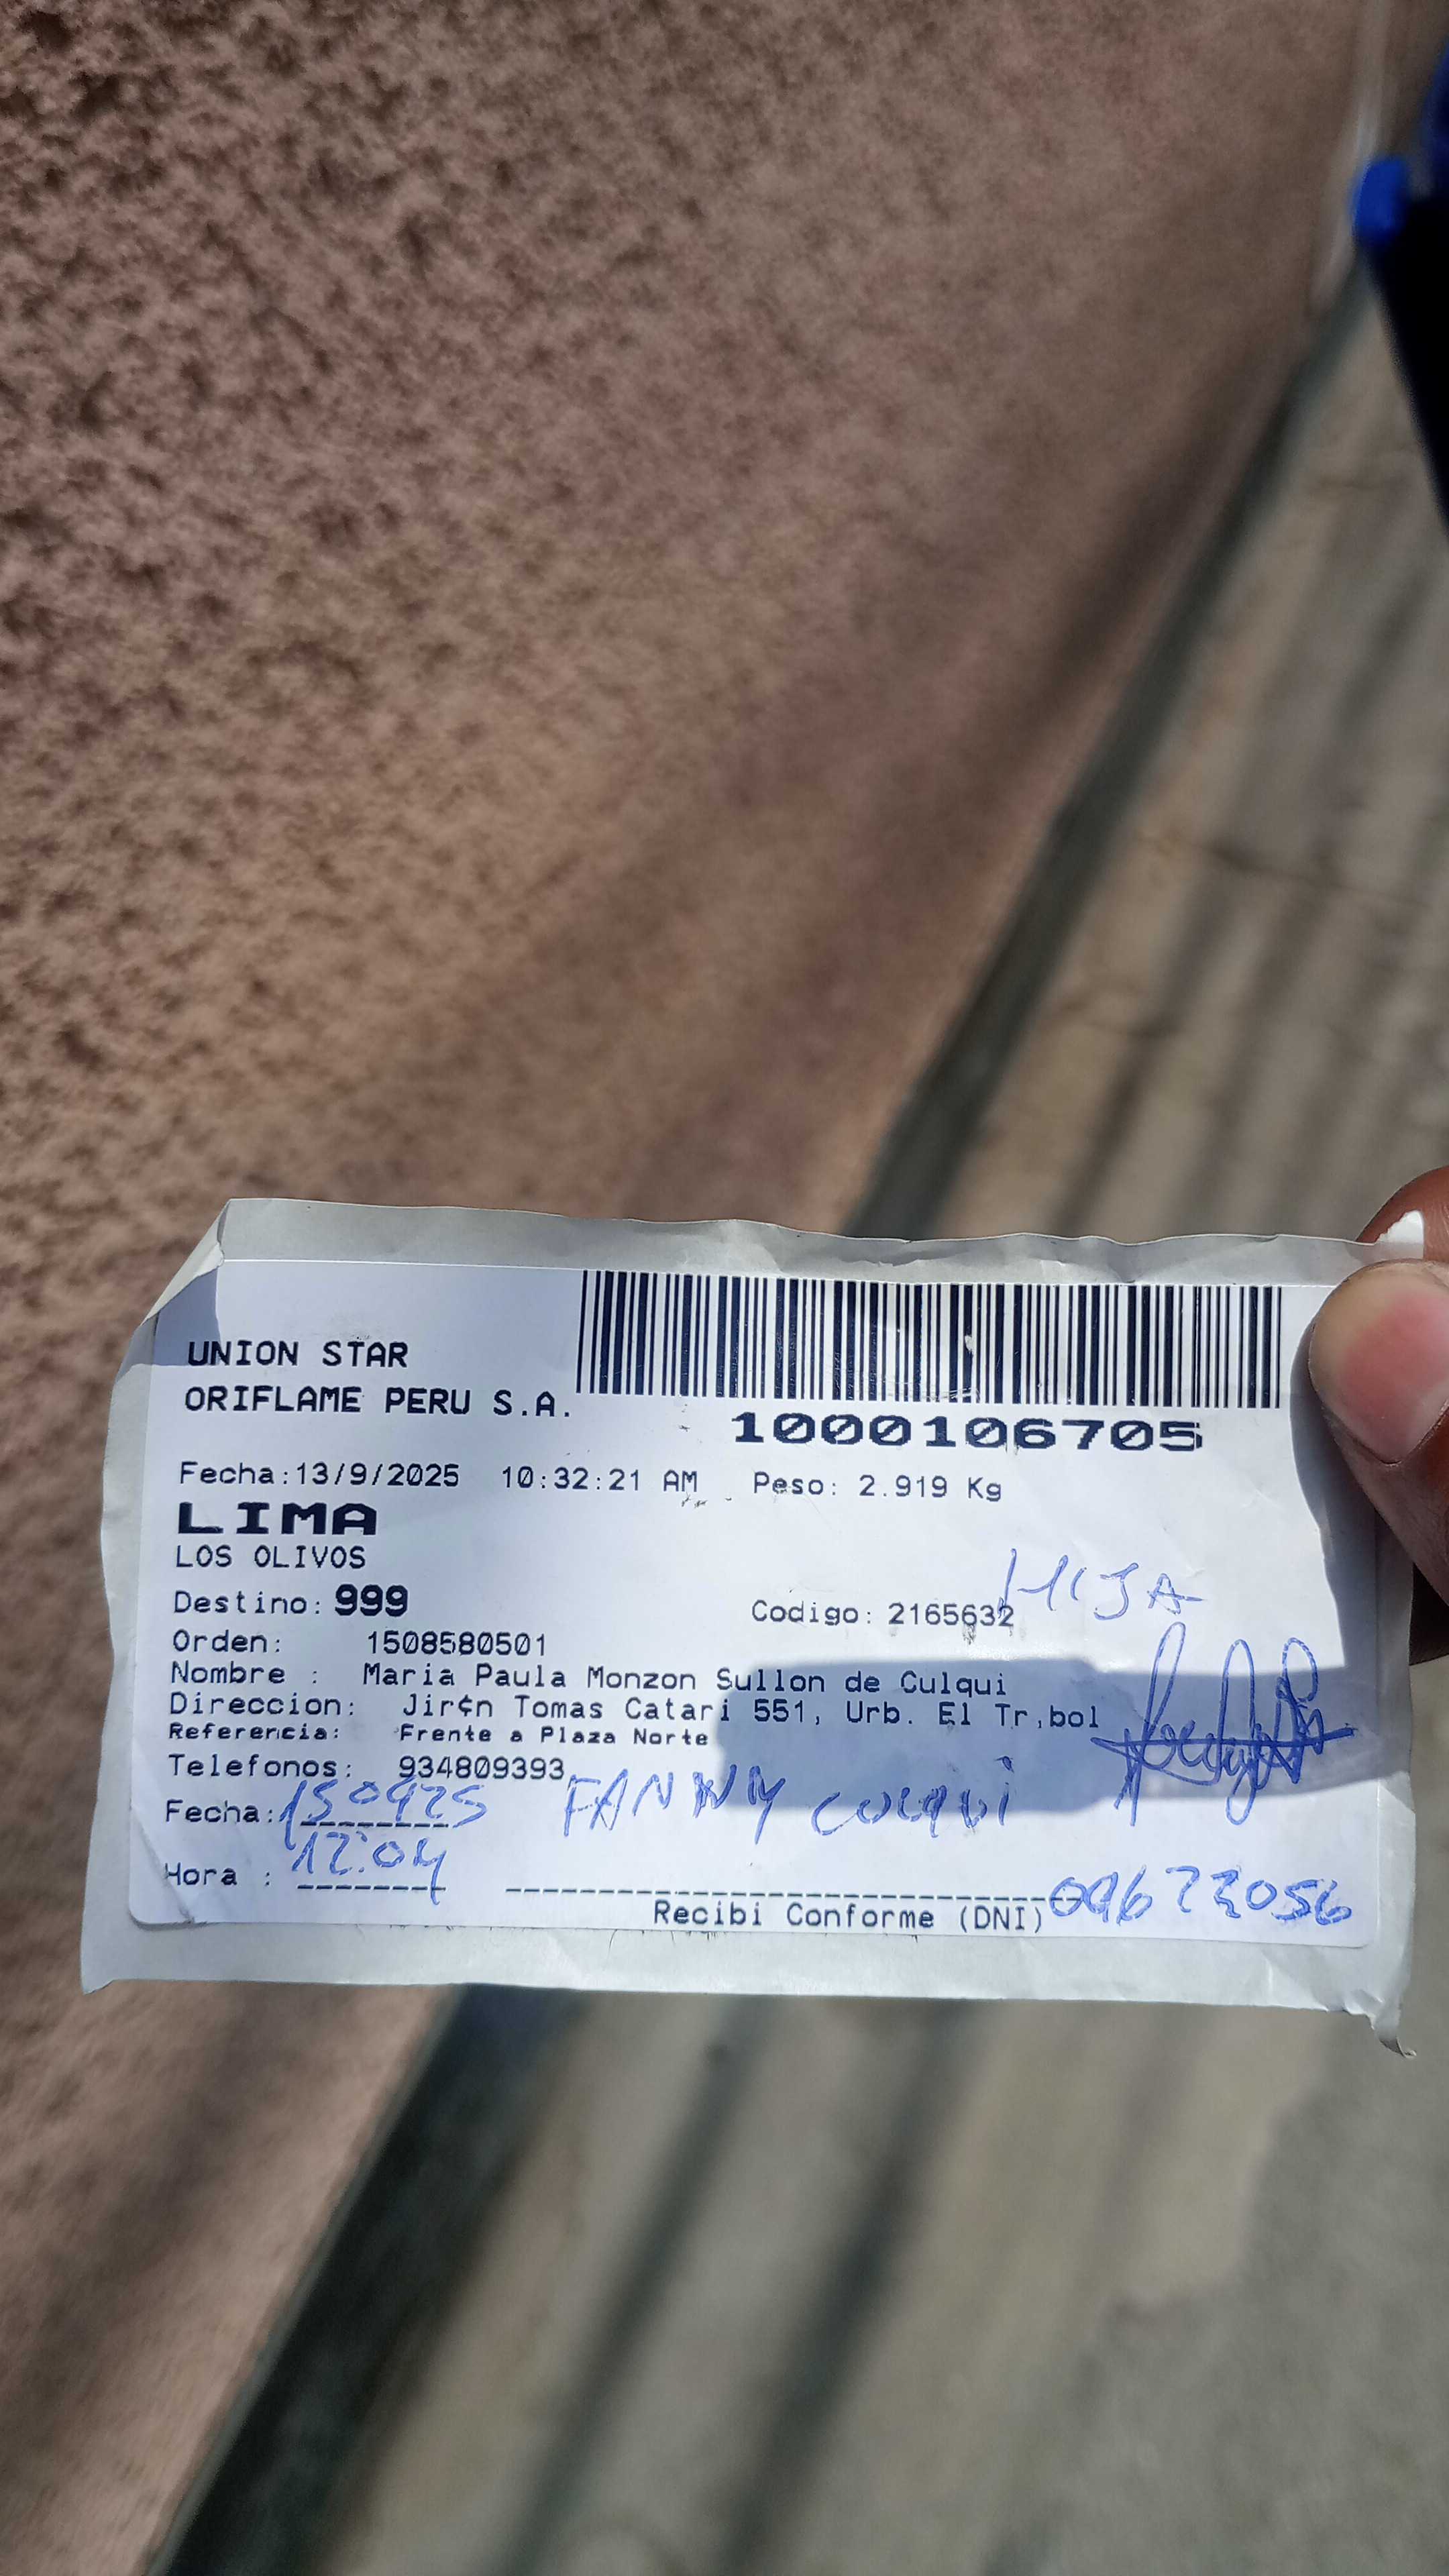 UNION STAR
ORIFLAME PERU S.A.
1000106705
Fecha:13/9/2025 10:32:21 AM Peso: 2.919 Kg
LIMA
LOS OLIVOS
HIJA
Destino: 999 Codigo: 2165632
Orden: 1508580501
Nombre : Maria Paula Monzon Sullon de Culqui
Direccion: Jir¢n Tomas Catari 551, Urb. El Tr,bol
Referencia: Frente a Plaza Norte
Telefonos: 934809393
Fecha: 150925 FANNY CULQUI
Hora : 12:04
Recibi Conforme (DNI) 09673056